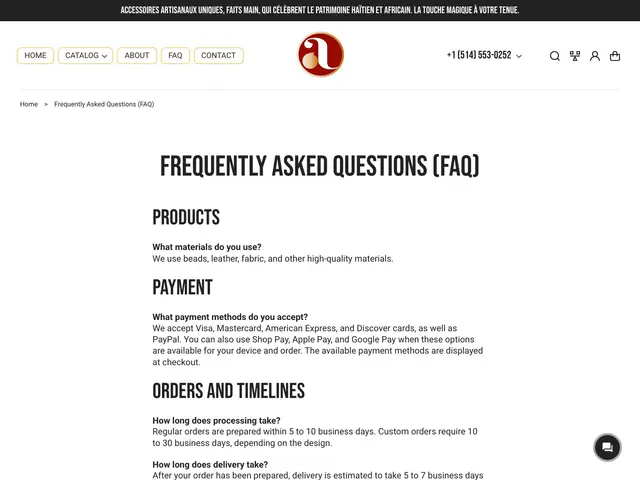 ACCESSOIRES ARTISANAUX UNIQUES, FAITS MAIN, QUI CÉLÈBRENT LE PATRIMOINE HAÏTIEN ET AFRICAIN. LA TOUCHE MAGIQUE À VOTRE TENUE.
HOME CATALOG ABOUT FAQ CONTACT a +1 (514) 553-0252
Home > Frequently Asked Questions (FAQ)
FREQUENTLY ASKED QUESTIONS (FAQ)
PRODUCTS
What materials do you use?
We use beads, leather, fabric, and other high-quality materials.
PAYMENT
What payment methods do you accept?
We accept Visa, Mastercard, American Express, and Discover cards, as well as
PayPal. You can also use Shop Pay, Apple Pay, and Google Pay when these options
are available for your device and order. The available payment methods are displayed
at checkout.
ORDERS AND TIMELINES
How long does processing take?
Regular orders are prepared within 5 to 10 business days. Custom orders require 10
to 30 business days, depending on the design.
How long does delivery take?
After your order has been prepared, delivery is estimated to take 5 to 7 business days